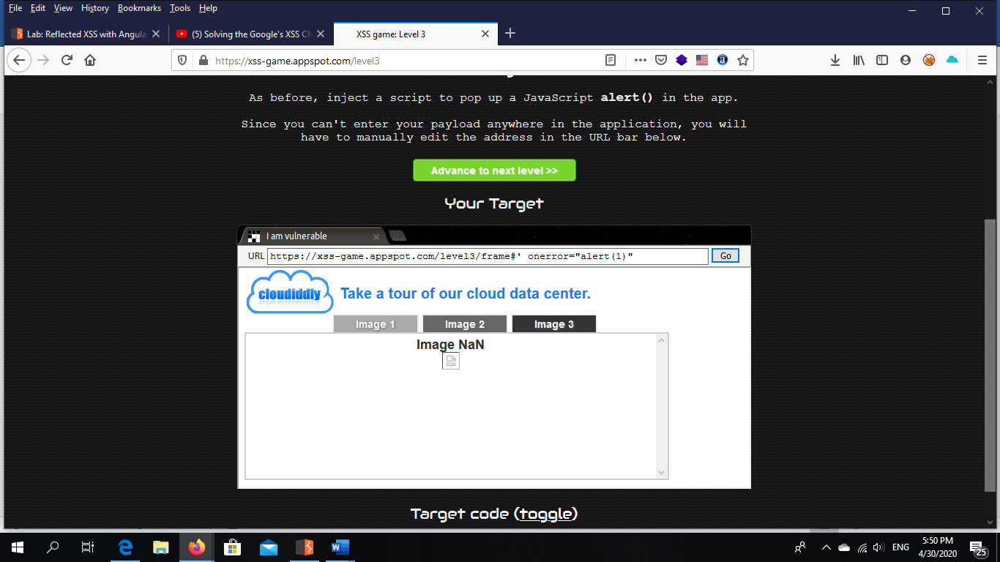 File Edit View History Bookmarks Tools Help
Lab: Reflected XSS with Angula
(5) Solving the Google's XSS Ch
XSS game: Level 3
https://xss-game.appspot.com/level3
As before, inject a script to pop up a JavaScript alert() in the app.
Since you can't enter your payload anywhere in the application, you will
have to manually edit the address in the URL bar below.
Advance to next level >>
Your Target
I am vulnerable
URL https://xss-game.appspot.com/level3/frame#' onerror="alert(1)" Go
cloudiddly
Take a tour of our cloud data center.
Image 1 Image 2 Image 3
Image NaN
Target code (toggle)
ENG
5:50 PM
4/30/2020
25